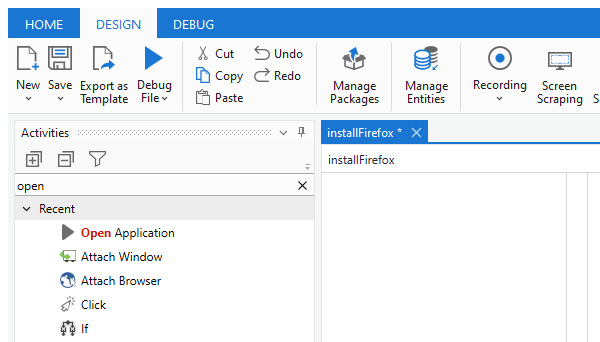 HOME DESIGN DEBUG
Cut Undo
New Save Export as Template Debug File Copy Redo Manage Packages Manage Entities Recording Screen Scraping
Paste
Activities installFirefox *
installFirefox
open
Recent
Open Application
Attach Window
Attach Browser
Click
If